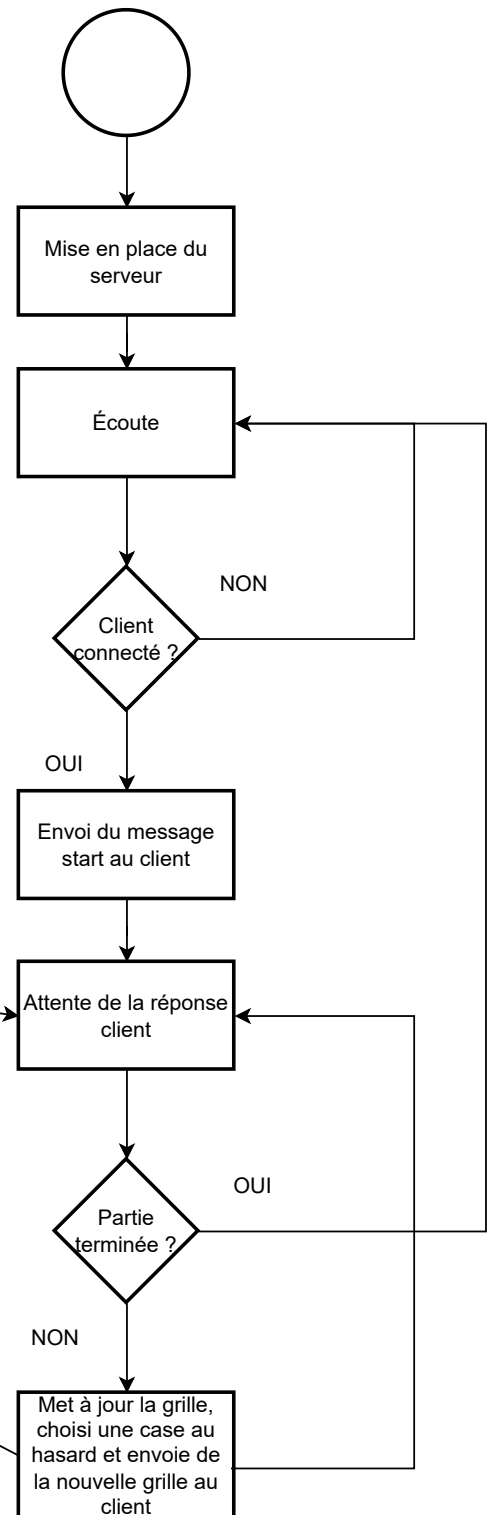 Mise en place du
serveur
Écoute
NON
Client
connecté ?
OUI
Envoi du message
start au client
Attente de la réponse
client
OUI
Partie
terminée ?
NON
Met à jour la grille,
choisi une case au
hasard et envoie de
la nouvelle grille au
client